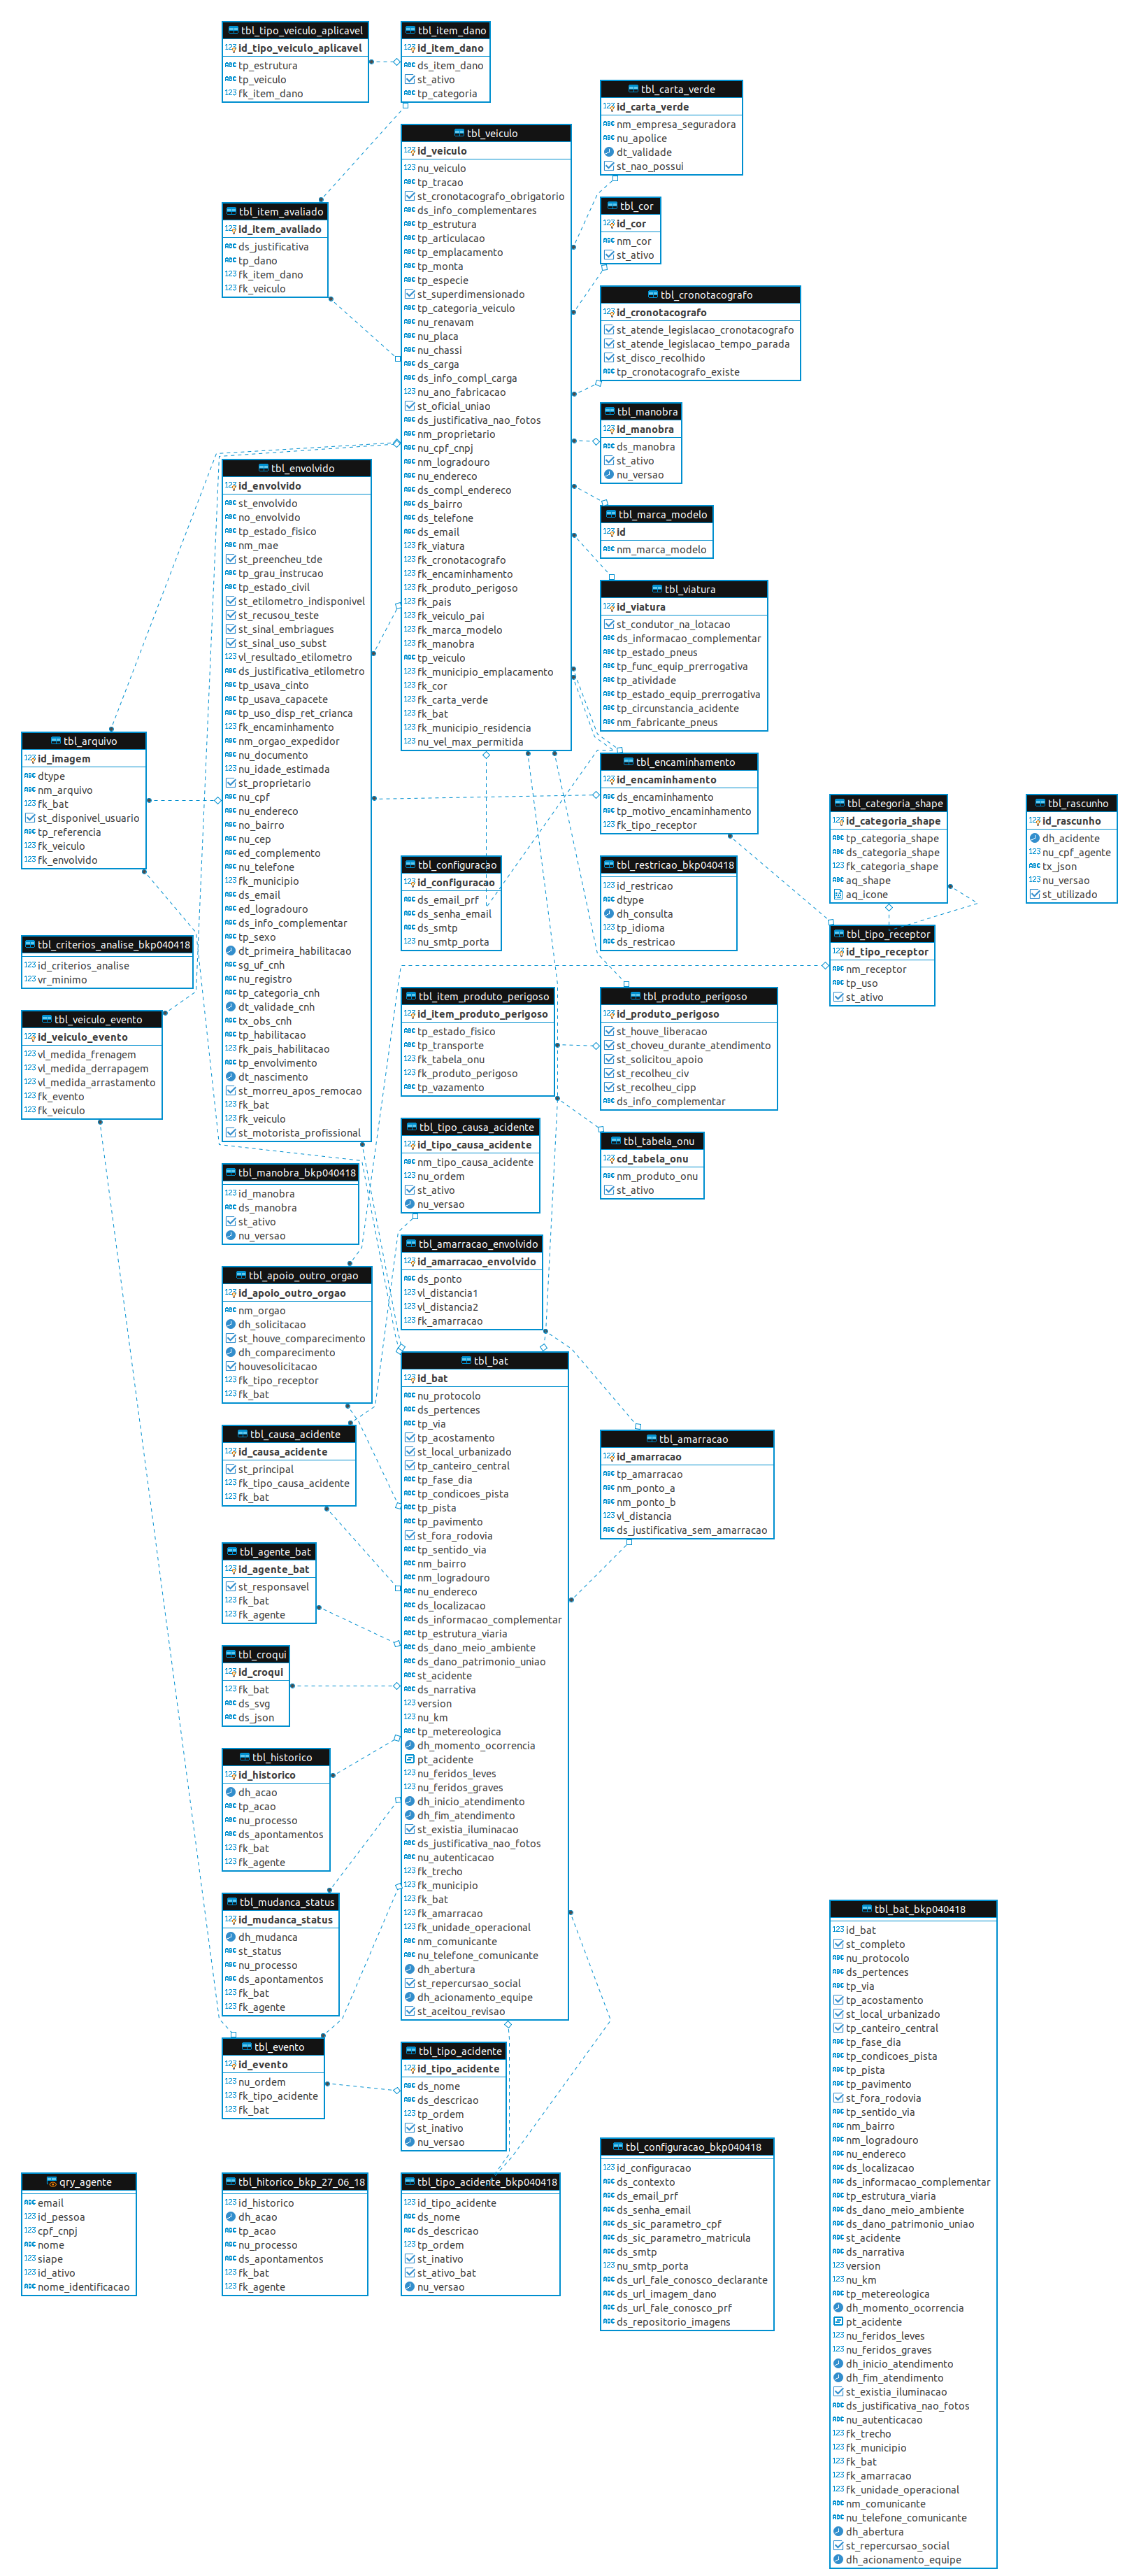 tbl_tipo_veiculo_aplicavel
id_tipo_veiculo_aplicavel
tp_estrutura
tp_veiculo
fk_item_dano
tbl_item_dano
id_item_dano
ds_item_dano
st_ativo
tp_categoria
tbl_carta_verde
id_carta_verde
nm_empresa_seguradora
nu_apolice
dt_validade
st_nao_possui
tbl_veiculo
id_veiculo
nu_veiculo
tp_tracao
st_cronotacografo_obrigatorio
ds_info_complementares
tp_estrutura
tp_articulacao
tp_emplacamento
tp_monta
tp_especie
st_superdimensionado
tp_categoria_veiculo
nu_renavam
nu_placa
nu_chassi
ds_carga
ds_info_compl_carga
nu_ano_fabricacao
st_oficial_uniao
ds_justificativa_nao_fotos
nm_proprietario
nu_cpf_cnpj
nm_logradouro
nu_endereco
ds_compl_endereco
ds_bairro
ds_telefone
ds_email
fk_viatura
fk_cronotacografo
fk_encaminhamento
fk_produto_perigoso
fk_pais
fk_veiculo_pai
fk_marca_modelo
fk_manobra
tp_veiculo
fk_municipio_emplacamento
fk_cor
fk_carta_verde
fk_bat
fk_municipio_residencia
nu_vel_max_permitida
tbl_item_avaliado
id_item_avaliado
ds_justificativa
tp_dano
fk_item_dano
fk_veiculo
tbl_cor
id_cor
nm_cor
st_ativo
tbl_cronotacografo
id_cronotacografo
st_atende_legislacao_cronotacografo
st_atende_legislacao_tempo_parada
st_disco_recolhido
tp_cronotacografo_existe
tbl_manobra
id_manobra
ds_manobra
st_ativo
nu_versao
tbl_marca_modelo
id
nm_marca_modelo
tbl_viatura
id_viatura
st_condutor_na_lotacao
ds_informacao_complementar
tp_estado_pneus
tp_func_equip_prerrogativa
tp_atividade
tp_estado_equip_prerrogativa
tp_circunstancia_acidente
nm_fabricante_pneus
tbl_envolvido
id_envolvido
st_envolvido
no_envolvido
tp_estado_fisico
nm_mae
st_preencheu_tde
tp_grau_instrucao
tp_estado_civil
st_etilometro_indisponivel
st_recusou_teste
st_sinal_embriagues
st_sinal_uso_subst
vl_resultado_etilometro
ds_justificativa_etilometro
tp_usava_cinto
tp_usava_capacete
tp_uso_disp_ret_crianca
fk_encaminhamento
nm_orgao_expedidor
nu_documento
nu_idade_estimada
st_proprietario
nu_cpf
nu_endereco
no_bairro
nu_cep
ed_complemento
nu_telefone
fk_municipio
ds_email
ed_logradouro
ds_info_complementar
tp_sexo
dt_primeira_habilitacao
sg_uf_cnh
nu_registro
tp_categoria_cnh
dt_validade_cnh
tx_obs_cnh
tp_habilitacao
fk_pais_habilitacao
tp_envolvimento
dt_nascimento
st_morreu_apos_remocao
fk_bat
fk_veiculo
st_motorista_profissional
tbl_arquivo
id_imagem
dtype
nm_arquivo
fk_bat
st_disponivel_usuario
tp_referencia
fk_veiculo
fk_envolvido
tbl_encaminhamento
id_encaminhamento
ds_encaminhamento
tp_motivo_encaminhamento
fk_tipo_receptor
tbl_categoria_shape
id_categoria_shape
tp_categoria_shape
ds_categoria_shape
fk_categoria_shape
aq_shape
aq_icone
tbl_rascunho
id_rascunho
dh_acidente
nu_cpf_agente
tx_json
nu_versao
st_utilizado
tbl_configuracao
id_configuracao
ds_email_prf
ds_senha_email
ds_smtp
nu_smtp_porta
tbl_restricao_bkp040418
id_restricao
dtype
dh_consulta
tp_idioma
ds_restricao
tbl_tipo_receptor
id_tipo_receptor
nm_receptor
tp_uso
st_ativo
tbl_criterios_analise_bkp040418
id_criterios_analise
vr_minimo
tbl_item_produto_perigoso
id_item_produto_perigoso
tp_estado_fisico
tp_transporte
fk_tabela_onu
fk_produto_perigoso
tp_vazamento
tbl_produto_perigoso
id_produto_perigoso
st_houve_liberacao
st_choveu_durante_atendimento
st_solicitou_apoio
st_recolheu_civ
st_recolheu_cipp
ds_info_complementar
tbl_veiculo_evento
id_veiculo_evento
vl_medida_frenagem
vl_medida_derrapagem
vl_medida_arrastamento
fk_evento
fk_veiculo
tbl_tipo_causa_acidente
id_tipo_causa_acidente
nm_tipo_causa_acidente
nu_ordem
st_ativo
nu_versao
tbl_tabela_onu
cd_tabela_onu
nm_produto_onu
st_ativo
tbl_manobra_bkp040418
id_manobra
ds_manobra
st_ativo
nu_versao
tbl_amarracao_envolvido
id_amarracao_envolvido
ds_ponto
vl_distancia1
vl_distancia2
fk_amarracao
tbl_apoio_outro_orgao
id_apoio_outro_orgao
nm_orgao
dh_solicitacao
st_houve_comparecimento
dh_comparecimento
houvesolicitacao
fk_tipo_receptor
fk_bat
tbl_bat
id_bat
nu_protocolo
ds_pertences
tp_via
tp_acostamento
st_local_urbanizado
tp_canteiro_central
tp_fase_dia
tp_condicoes_pista
tp_pista
tp_pavimento
st_fora_rodovia
tp_sentido_via
nm_bairro
nm_logradouro
nu_endereco
ds_localizacao
ds_informacao_complementar
tp_estrutura_viaria
ds_dano_meio_ambiente
ds_dano_patrimonio_uniao
st_acidente
ds_narrativa
version
nu_km
tp_metereologica
dh_momento_ocorrencia
pt_acidente
nu_feridos_leves
nu_feridos_graves
dh_inicio_atendimento
dh_fim_atendimento
st_existia_iluminacao
ds_justificativa_nao_fotos
nu_autenticacao
fk_trecho
fk_municipio
fk_bat
fk_amarracao
fk_unidade_operacional
nm_comunicante
nu_telefone_comunicante
dh_abertura
st_repercursao_social
dh_acionamento_equipe
st_aceitou_revisao
tbl_causa_acidente
id_causa_acidente
st_principal
fk_tipo_causa_acidente
fk_bat
tbl_amarracao
id_amarracao
tp_amarracao
nm_ponto_a
nm_ponto_b
vl_distancia
ds_justificativa_sem_amarracao
tbl_agente_bat
id_agente_bat
st_responsavel
fk_bat
fk_agente
tbl_croqui
id_croqui
fk_bat
ds_svg
ds_json
tbl_historico
id_historico
dh_acao
tp_acao
nu_processo
ds_apontamentos
fk_bat
fk_agente
tbl_mudanca_status
id_mudanca_status
dh_mudanca
st_status
nu_processo
ds_apontamentos
fk_bat
fk_agente
tbl_evento
id_evento
nu_ordem
fk_tipo_acidente
fk_bat
tbl_tipo_acidente
id_tipo_acidente
ds_nome
ds_descricao
tp_ordem
st_inativo
nu_versao
qry_agente
email
id_pessoa
cpf_cnpj
nome
siape
id_ativo
nome_identificacao
tbl_hitorico_bkp_27_06_18
id_historico
dh_acao
tp_acao
nu_processo
ds_apontamentos
fk_bat
fk_agente
tbl_tipo_acidente_bkp040418
id_tipo_acidente
ds_nome
ds_descricao
tp_ordem
st_inativo
st_ativo_bat
nu_versao
tbl_configuracao_bkp040418
id_configuracao
ds_contexto
ds_email_prf
ds_senha_email
ds_sic_parametro_cpf
ds_sic_parametro_matricula
ds_smtp
nu_smtp_porta
ds_url_fale_conosco_declarante
ds_url_imagem_dano
ds_url_fale_conosco_prf
ds_repositorio_imagens
tbl_bat_bkp040418
id_bat
st_completo
nu_protocolo
ds_pertences
tp_via
tp_acostamento
st_local_urbanizado
tp_canteiro_central
tp_fase_dia
tp_condicoes_pista
tp_pista
tp_pavimento
st_fora_rodovia
tp_sentido_via
nm_bairro
nm_logradouro
nu_endereco
ds_localizacao
ds_informacao_complementar
tp_estrutura_viaria
ds_dano_meio_ambiente
ds_dano_patrimonio_uniao
st_acidente
ds_narrativa
version
nu_km
tp_metereologica
dh_momento_ocorrencia
pt_acidente
nu_feridos_leves
nu_feridos_graves
dh_inicio_atendimento
dh_fim_atendimento
st_existia_iluminacao
ds_justificativa_nao_fotos
nu_autenticacao
fk_trecho
fk_municipio
fk_bat
fk_amarracao
fk_unidade_operacional
nm_comunicante
nu_telefone_comunicante
dh_abertura
st_repercursao_social
dh_acionamento_equipe